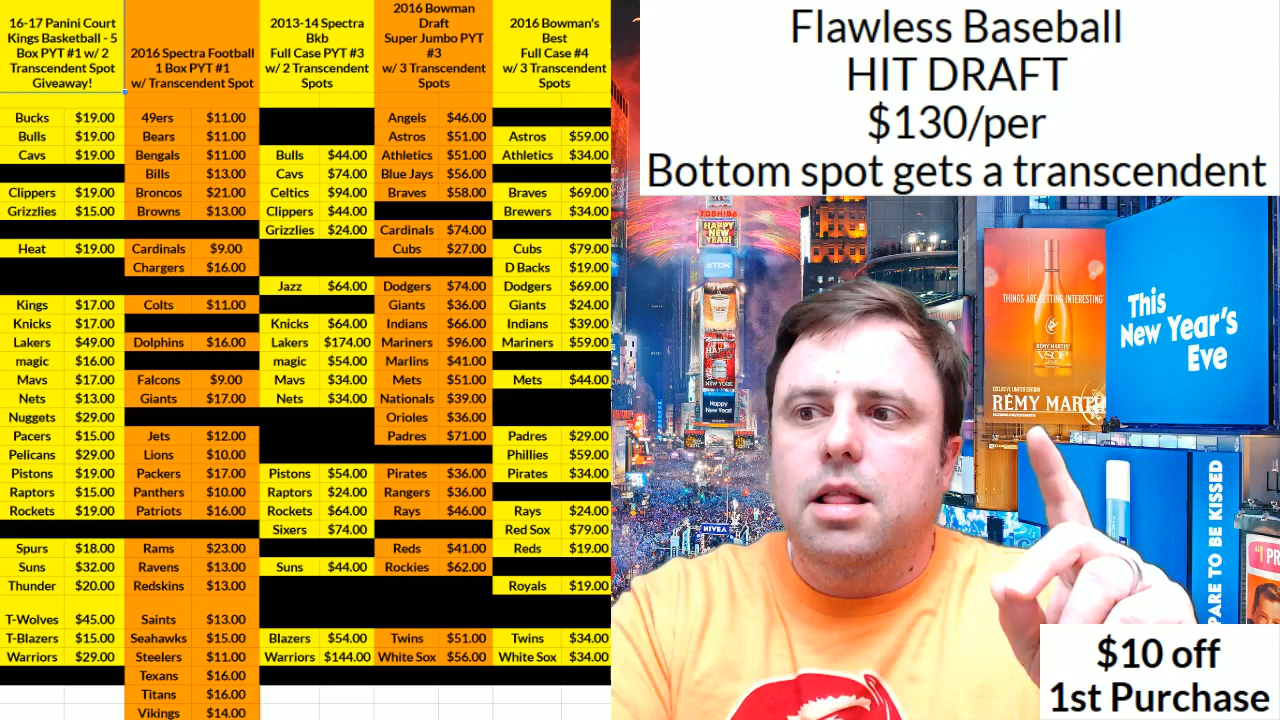 16-17 Panini Court
Kings Basketball - 5
Box PYT #1 w/ 2
Transcendent Spot
Giveaway!
Bucks $19.00
Bulls $19.00
Cavs $19.00
Clippers $19.00
Grizzlies $15.00
Heat $19.00
Kings $17.00
Knicks $17.00
Lakers $49.00
magic $16.00
Mavs $17.00
Nets $13.00
Nuggets $29.00
Pacers $15.00
Pelicans $29.00
Pistons $19.00
Raptors $15.00
Rockets $19.00
Spurs $18.00
Suns $32.00
Thunder $20.00
T-Wolves $45.00
T-Blazers $15.00
Warriors $29.00
2016 Spectra Football
1 Box PYT #1
w/ Transcendent Spot
49ers $11.00
Bears $11.00
Bengals $11.00
Bills $13.00
Broncos $21.00
Browns $13.00
Cardinals $9.00
Chargers $16.00
Colts $11.00
Dolphins $16.00
Falcons $9.00
Giants $17.00
Jets $12.00
Lions $10.00
Packers $17.00
Panthers $10.00
Patriots $16.00
Rams $23.00
Ravens $13.00
Redskins $13.00
Saints $13.00
Seahawks $15.00
Steelers $11.00
Texans $16.00
Titans $16.00
Vikings $14.00
2013-14 Spectra
Bkb
Full Case PYT #3
w/ 2 Transcendent
Spots
Bulls $44.00
Cavs $74.00
Celtics $94.00
Clippers $44.00
Grizzlies $24.00
Jazz $64.00
Knicks $64.00
Lakers $174.00
magic $54.00
Mavs $34.00
Nets $34.00
Pistons $54.00
Raptors $24.00
Rockets $64.00
Sixers $74.00
Suns $44.00
Blazers $54.00
Warriors $144.00
2016 Bowman
Draft
Super Jumbo PYT
#3
w/ 3 Transcendent
Spots
Angels $46.00
Astros $51.00
Athletics $51.00
Blue Jays $56.00
Braves $58.00
Cardinals $74.00
Cubs $27.00
Dodgers $74.00
Giants $36.00
Indians $66.00
Mariners $96.00
Marlins $41.00
Mets $51.00
Nationals $39.00
Orioles $36.00
Padres $71.00
Pirates $36.00
Rangers $36.00
Rays $46.00
Reds $41.00
Rockies $62.00
Twins $51.00
White Sox $56.00
2016 Bowman's
Best
Full Case #4
w/ 3 Transcendent
Spots
Astros $59.00
Athletics $34.00
Braves $69.00
Brewers $34.00
Cubs $79.00
D Backs $19.00
Dodgers $69.00
Giants $24.00
Indians $39.00
Mariners $59.00
Mets $44.00
Padres $29.00
Phillies $59.00
Pirates $34.00
Rays $24.00
Red Sox $79.00
Reds $19.00
Royals $19.00
Twins $34.00
White Sox $34.00
Flawless Baseball
HIT DRAFT
$130/per
Bottom spot gets a transcendent
TOSHIBA
HAPPY
NEW YEAR!
TDK
NEW YORK
Happy
New Year!
NIVEA
THINGS ARE GETTING INTERESTING
RÉMY MARTIN
VSOP
RÉMY MARTI
This
New Year's
Eve
PARE TO BE KISSED
"I PR
$10 off
1st Purchase